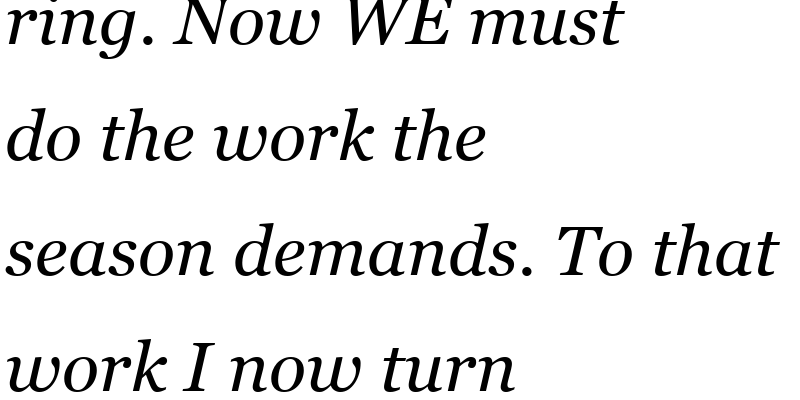 ring. Now WE must
do the work the
season demands. To that
work I now turn